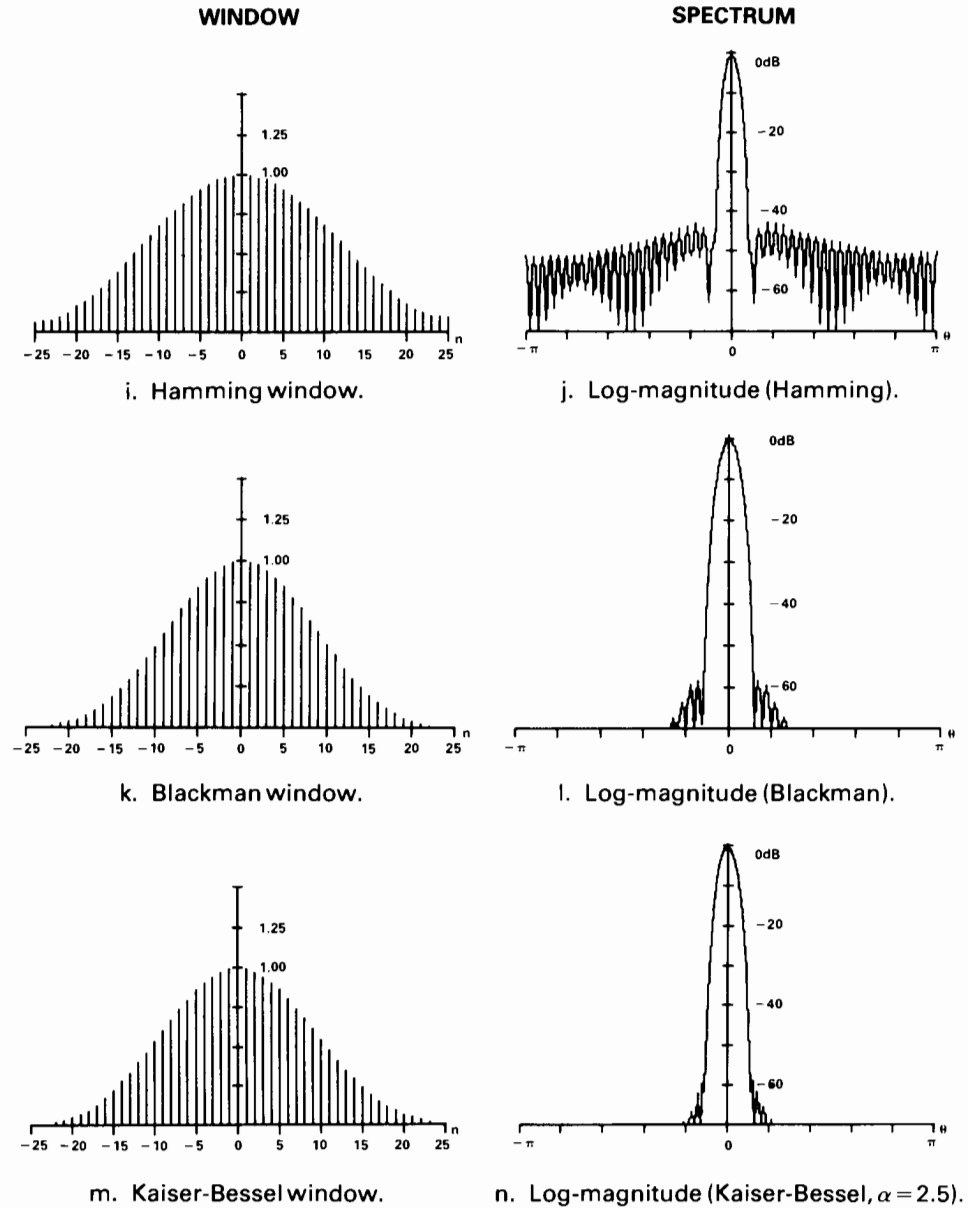 WINDOW
SPECTRUM
1.25
1.00
−25 −20 −15 −10 −5 0 5 10 15 20 25 n
0dB
−20
−40
−60
−π 0 π θ
i. Hamming window.
j. Log-magnitude (Hamming).
1.25
1.00
−25 −20 −15 −10 −5 0 5 10 15 20 25 n
0dB
−20
−40
−60
−π 0 π θ
k. Blackman window.
l. Log-magnitude (Blackman).
1.25
1.00
−25 −20 −15 −10 −5 0 5 10 15 20 25 n
0dB
−20
−40
−60
−π 0 π θ
m. Kaiser-Bessel window.
n. Log-magnitude (Kaiser-Bessel, α = 2.5).